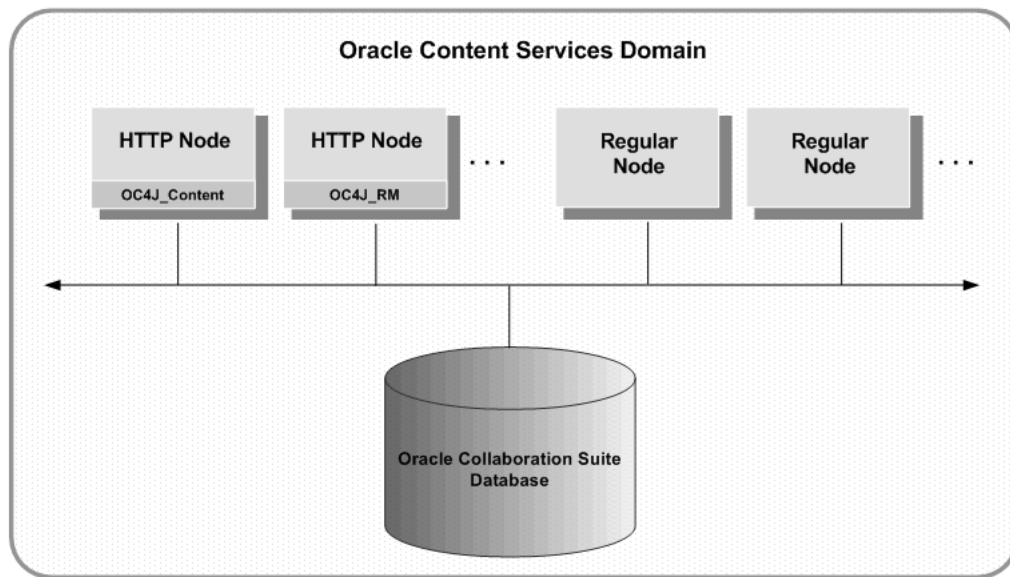 Oracle Content Services Domain
HTTP Node
OC4J_Content
HTTP Node
OC4J_RM
. . .
Regular
Node
Regular
Node
. . .
Oracle Collaboration Suite
Database